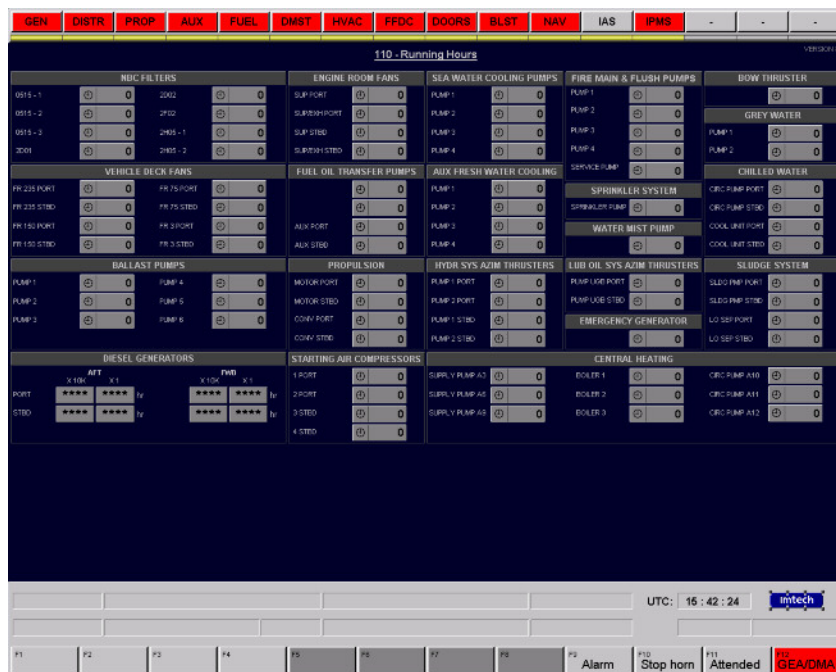 GEN DISTR PROP AUX FUEL DMST HVAC FFDC DOORS BLST NAV IAS IPMS - - -
110 - Running Hours
VERSION
NBC FILTERS ENGINE ROOM FANS SEA WATER COOLING PUMPS FIRE MAIN & FLUSH PUMPS BOW THRUSTER
0515 - 1 0 2D02 0 SUP PORT 0 PUMP 1 0 PUMP 1 0 0
0515 - 2 0 2F02 0 SUP/EXH PORT 0 PUMP 2 0 PUMP 2 0 GREY WATER
0515 - 3 0 2H05 - 1 0 SUP STBD 0 PUMP 3 0 PUMP 3 0 PUMP 1 0
2D01 0 2H05 - 2 0 SUP/EXH STBD 0 PUMP 4 0 PUMP 4 0 PUMP 2 0
SERVICE PUMP 0
VEHICLE DECK FANS FUEL OIL TRANSFER PUMPS AUX FRESH WATER COOLING CHILLED WATER
FR 235 PORT 0 FR 75 PORT 0 0 PUMP 1 0 SPRINKLER SYSTEM CIRC PUMP PORT 0
FR 235 STBD 0 FR 75 STBD 0 0 PUMP 2 0 SPRINKLER PUMP 0 CIRC PUMP STBD 0
FR 150 PORT 0 FR 3 PORT 0 AUX PORT 0 PUMP 3 0 WATER MIST PUMP COOL UNIT PORT 0
FR 150 STBD 0 FR 3 STBD 0 AUX STBD 0 PUMP 4 0 0 COOL UNIT STBD 0
BALLAST PUMPS PROPULSION HYDR SYS AZIM THRUSTERS LUB OIL SYS AZIM THRUSTERS SLUDGE SYSTEM
PUMP 1 0 PUMP 4 0 MOTOR PORT 0 PUMP 1 PORT 0 PUMP UGB PORT 0 SLDG PMP PORT 0
PUMP 2 0 PUMP 5 0 MOTOR STBD 0 PUMP 2 PORT 0 PUMP UGB STBD 0 SLDG PMP STBD 0
PUMP 3 0 PUMP 6 0 CONV PORT 0 PUMP 1 STBD 0 EMERGENCY GENERATOR LO SEP PORT 0
CONV STBD 0 PUMP 2 STBD 0 0 LO SEP STBD 0
DIESEL GENERATORS STARTING AIR COMPRESSORS CENTRAL HEATING
AFT FWD
X 10K X 1 X 10K X 1
1 PORT 0 SUPPLY PUMP A3 0 BOILER 1 0 CIRC PUMP A10 0
PORT **** **** hr **** **** hr 2 PORT 0 SUPPLY PUMP A6 0 BOILER 2 0 CIRC PUMP A11 0
STBD **** **** hr **** **** hr 3 STBD 0 SUPPLY PUMP A9 0 BOILER 3 0 CIRC PUMP A12 0
4 STBD 0
UTC: 15 : 42 : 24 imtech
F1 F2 F3 F4 F5 F6 F7 F8 F9 Alarm F10 Stop horn F11 Attended F12 GEA/DMA